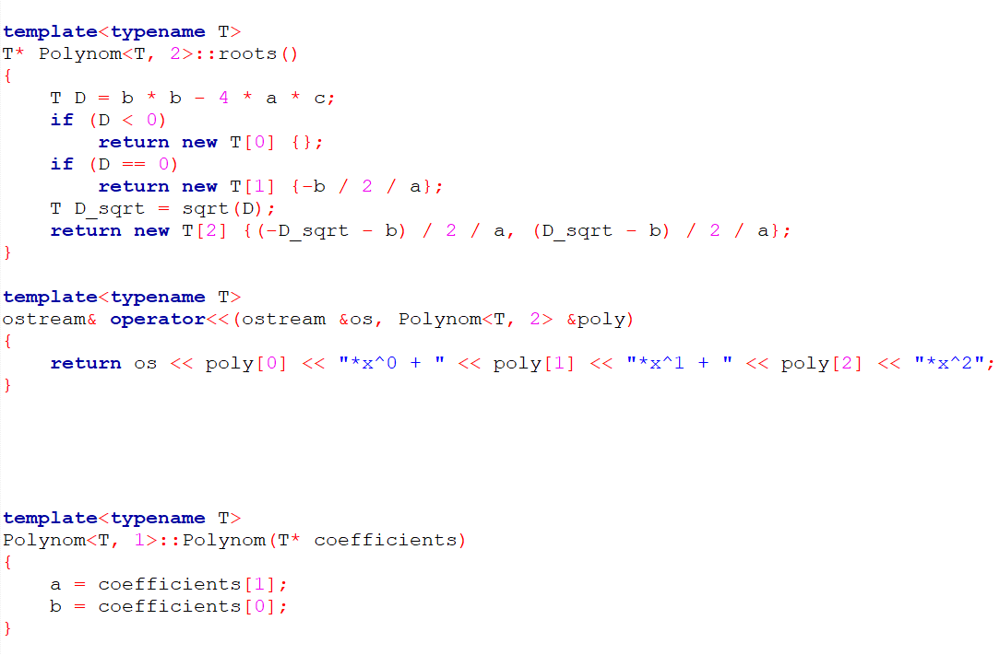 template<typename T>
T* Polynom<T, 2>::roots()
{
    T D = b * b - 4 * a * c;
    if (D < 0)
        return new T[0] {};
    if (D == 0)
        return new T[1] {-b / 2 / a};
    T D_sqrt = sqrt(D);
    return new T[2] {(-D_sqrt - b) / 2 / a, (D_sqrt - b) / 2 / a};
}
template<typename T>
ostream& operator<<(ostream &os, Polynom<T, 2> &poly)
{
    return os << poly[0] << "*x^0 + " << poly[1] << "*x^1 + " << poly[2] << "*x^2";
}
template<typename T>
Polynom<T, 1>::Polynom(T* coefficients)
{
    a = coefficients[1];
    b = coefficients[0];
}